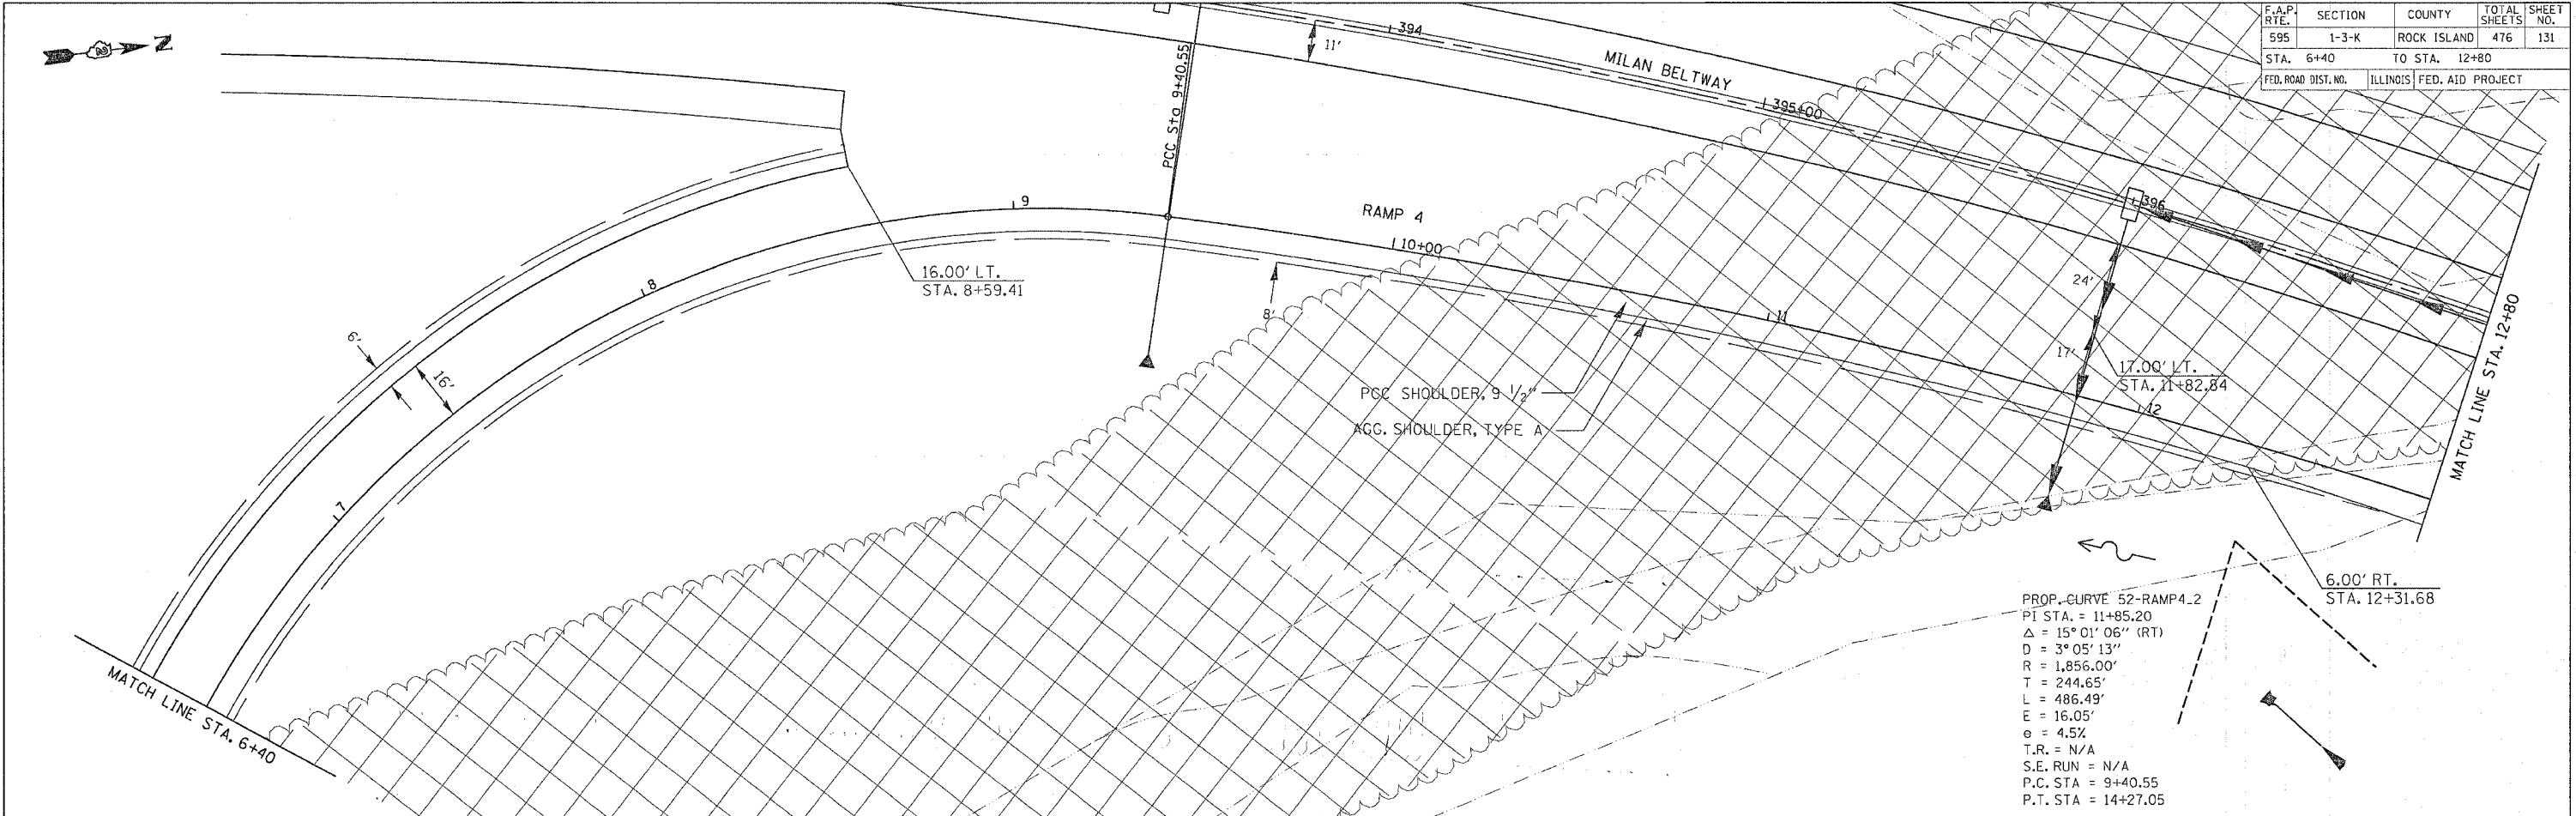 F.A.P. RTE. SECTION COUNTY TOTAL SHEETS SHEET NO.
595 1-3-K ROCK ISLAND 476 131
STA. 6+40 TO STA. 12+80
FED. ROAD DIST. NO. ILLINOIS FED. AID PROJECT
N
394
11'
MILAN BELTWAY
395+00
PCC Sta 9+40.55
396
9
RAMP 4
10+00
16.00' LT.
STA. 8+59.41
8
8'
24'
11
17'
17.00' LT.
STA. 11+82.84
6'
16'
PCC SHOULDER, 9 1/2"
AGG. SHOULDER, TYPE A
12
MATCH LINE STA. 12+80
7
6.00' RT.
STA. 12+31.68
MATCH LINE STA. 6+40
PROP. CURVE 52-RAMP4_2
PI STA. = 11+85.20
Δ = 15° 01' 06" (RT)
D = 3° 05' 13"
R = 1,856.00'
T = 244.65'
L = 486.49'
E = 16.05'
e = 4.5%
T.R. = N/A
S.E. RUN = N/A
P.C. STA = 9+40.55
P.T. STA = 14+27.05